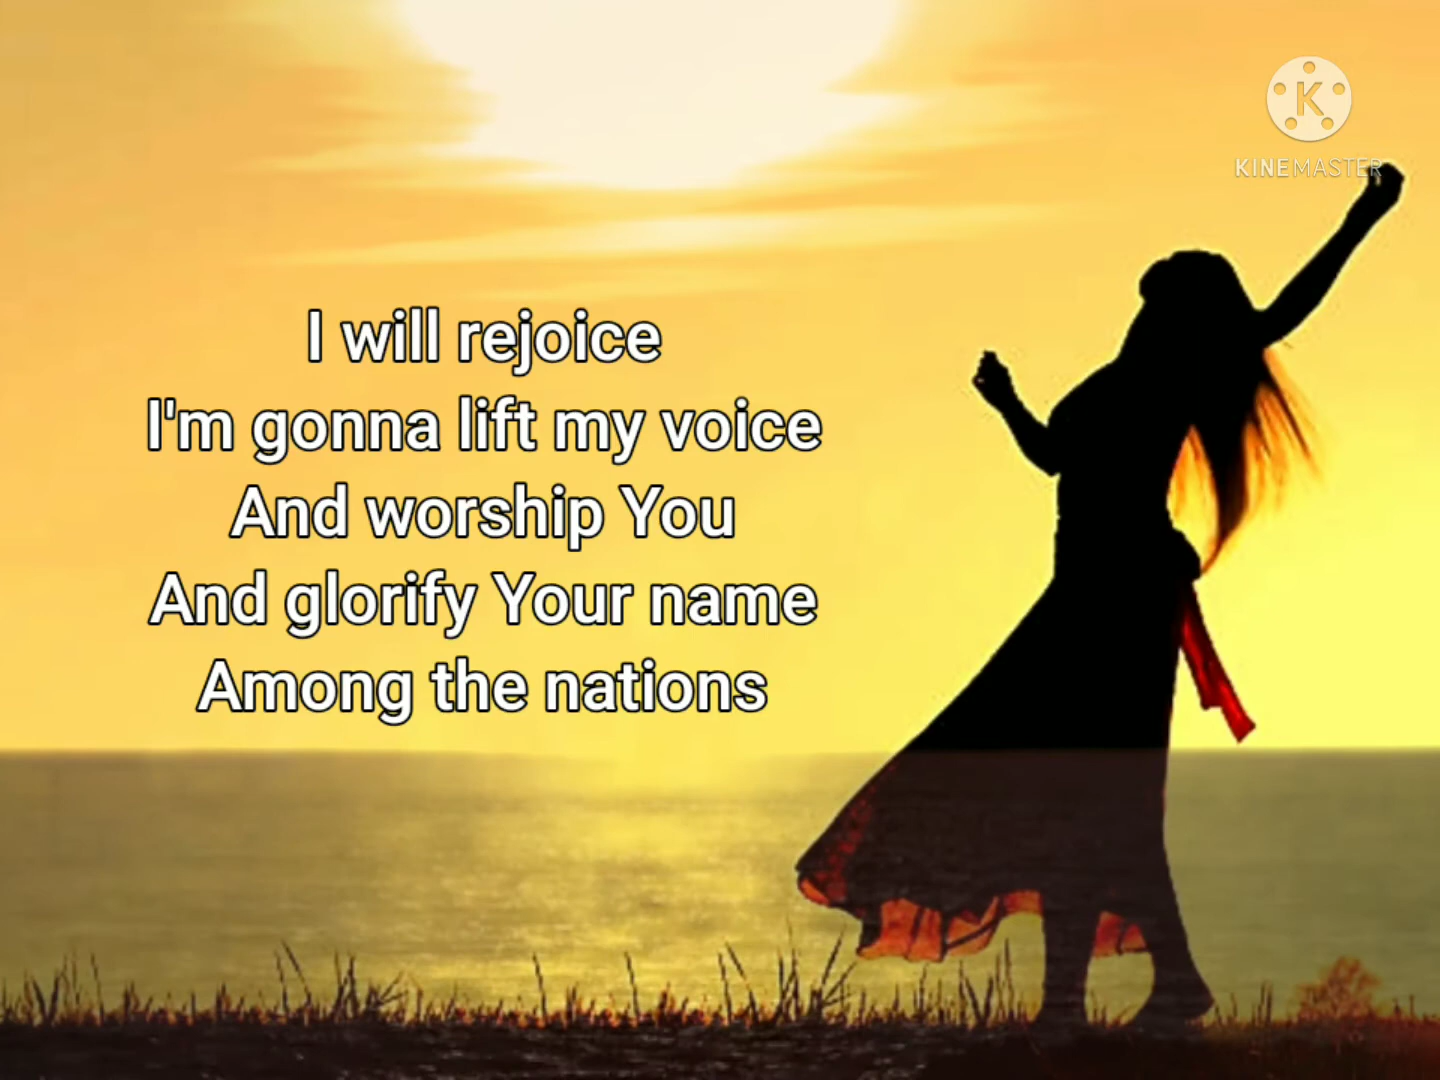 K
KINEMASTER
I will rejoice
I'm gonna lift my voice
And worship You
And glorify Your name
Among the nations